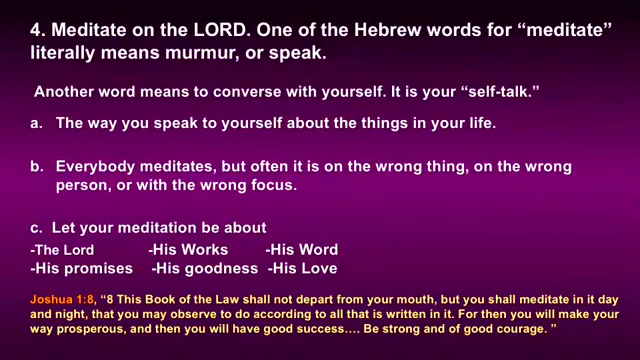 4. Meditate on the LORD. One of the Hebrew words for “meditate”
literally means murmur, or speak.
Another word means to converse with yourself. It is your “self-talk.”
a. The way you speak to yourself about the things in your life.
b. Everybody meditates, but often it is on the wrong thing, on the wrong
person, or with the wrong focus.
c. Let your meditation be about
-The Lord -His Works -His Word
-His promises -His goodness -His Love
Joshua 1:8, “8 This Book of the Law shall not depart from your mouth, but you shall meditate in it day
and night, that you may observe to do according to all that is written in it. For then you will make your
way prosperous, and then you will have good success…. Be strong and of good courage. ”